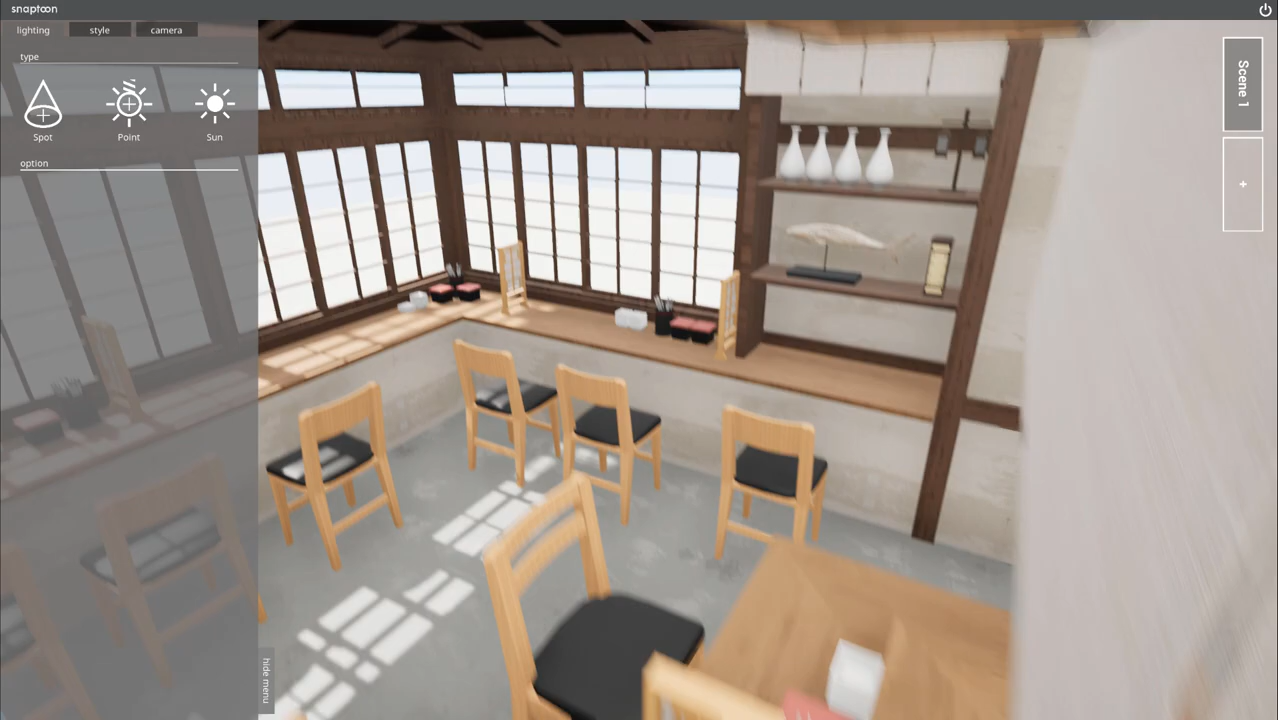 snaptoon
lighting
style
camera
type
Spot
Point
Sun
option
hide menu
Scene 1
+